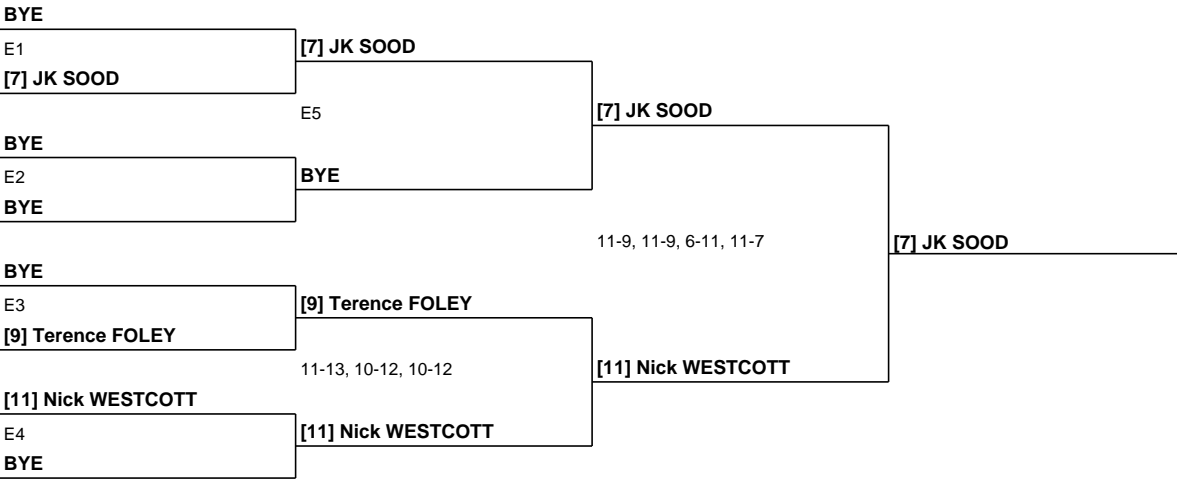 BYE
E1
[7] JK SOOD
[7] JK SOOD
E5
[7] JK SOOD
BYE
E2
BYE
BYE
11-9, 11-9, 6-11, 11-7
[7] JK SOOD
BYE
E3
[9] Terence FOLEY
[9] Terence FOLEY
11-13, 10-12, 10-12
[11] Nick WESTCOTT
[11] Nick WESTCOTT
E4
[11] Nick WESTCOTT
BYE